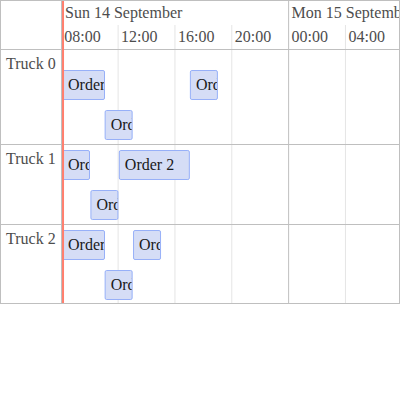 Sun 14 September
Mon 15 Septemb
08:00 12:00 16:00 20:00 00:00 04:00
Truck 0
Order
Orc
Orc
Truck 1
Orc
Order 2
Orc
Truck 2
Order
Orc
Orc